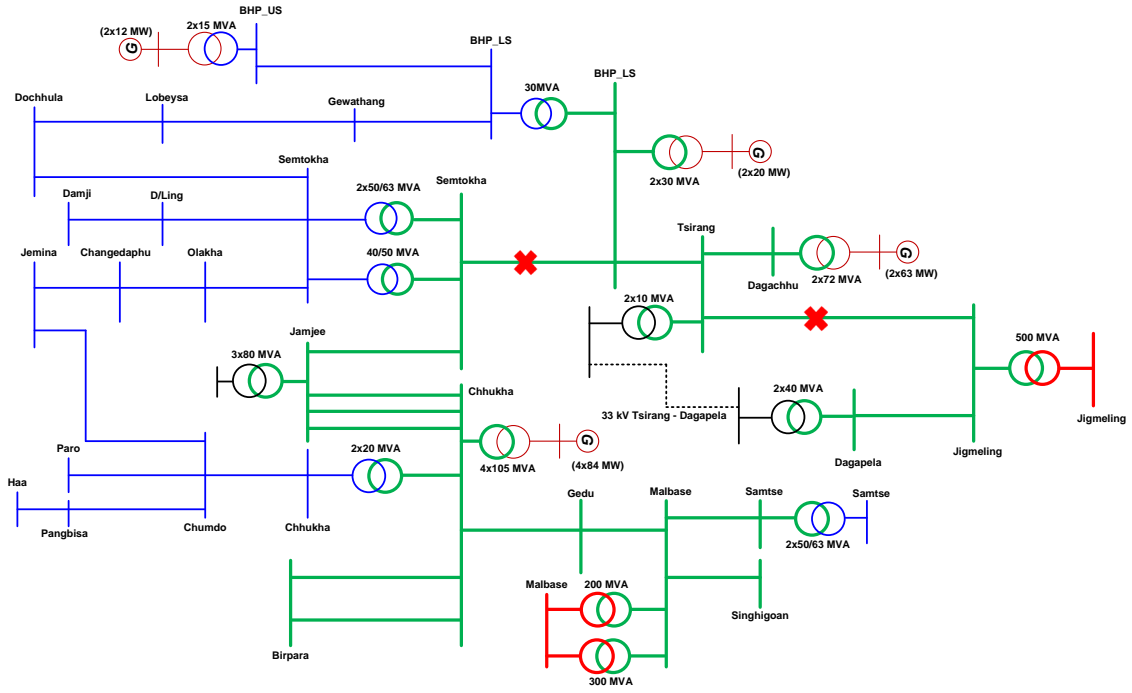 BHP_US
(2x12 MW)
2x15 MVA
G
BHP_LS
BHP_LS
Dochhula
Lobeysa
Gewathang
30MVA
G
2x30 MVA
(2x20 MW)
Semtokha
Semtokha
Damji
D/Ling
2x50/63 MVA
Tsirang
Jemina
Changedaphu
Olakha
40/50 MVA
G
Dagachhu
2x72 MVA
(2x63 MW)
2x10 MVA
Jamjee
3x80 MVA
500 MVA
Chhukha
2x40 MVA
33 kV Tsirang - Dagapela
Jigmeling
G
Paro
2x20 MVA
4x105 MVA
(4x84 MW)
Dagapela
Jigmeling
Haa
Gedu
Malbase
Samtse
Samtse
Pangbisa
Chumdo
Chhukha
2x50/63 MVA
Malbase
200 MVA
Singhigoan
Birpara
300 MVA